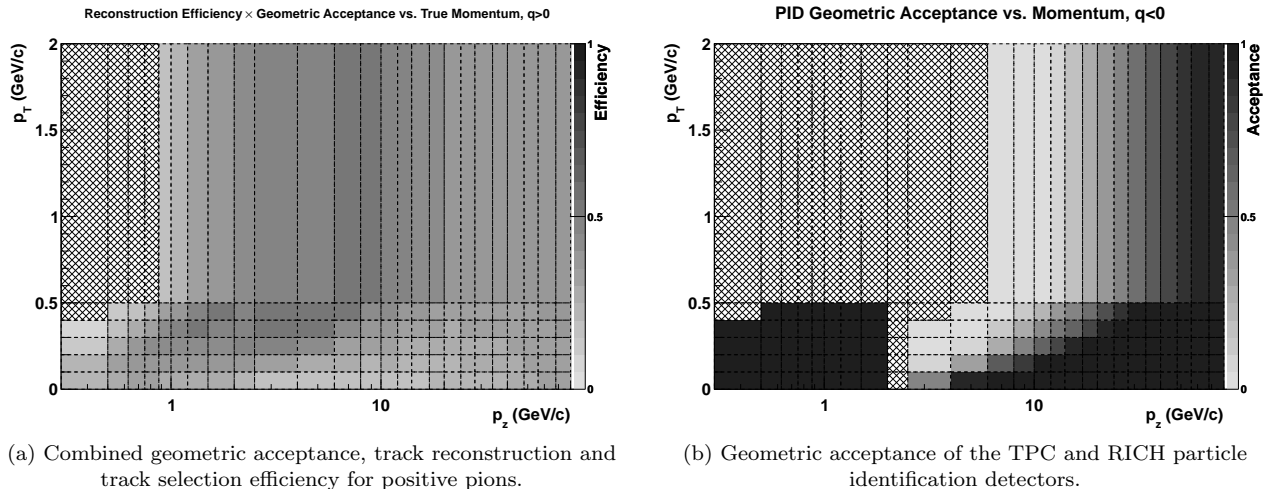 Reconstruction Efficiency × Geometric Acceptance vs. True Momentum, q>0
p_T (GeV/c)
2
1.5
1
0.5
0
1
10
p_z (GeV/c)
Efficiency
1
0.5
0
(a) Combined geometric acceptance, track reconstruction and
track selection efficiency for positive pions.
PID Geometric Acceptance vs. Momentum, q<0
p_T (GeV/c)
2
1.5
1
0.5
0
1
10
p_z (GeV/c)
Acceptance
1
0.5
0
(b) Geometric acceptance of the TPC and RICH particle
identification detectors.